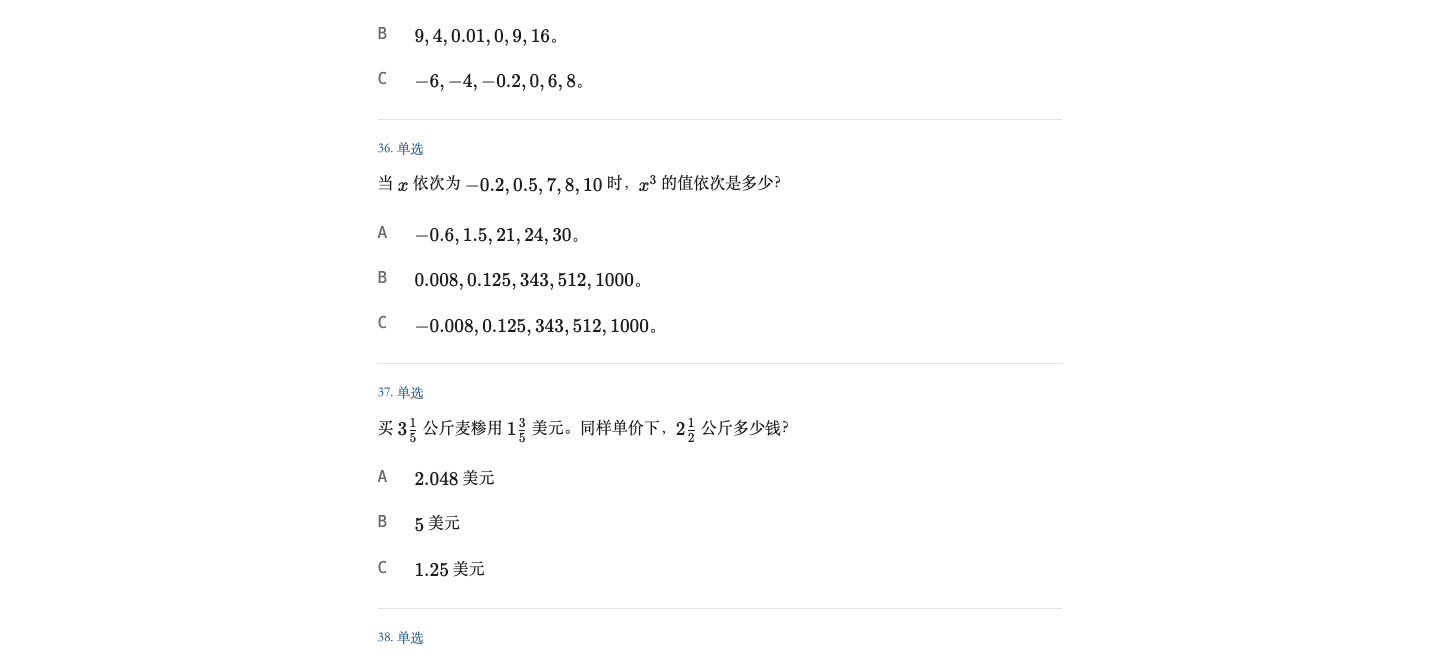 B 9, 4, 0.01, 0, 9, 16。
C −6, −4, −0.2, 0, 6, 8。
36. 单选
当 x 依次为 −0.2, 0.5, 7, 8, 10 时，x³ 的值依次是多少？
A −0.6, 1.5, 21, 24, 30。
B 0.008, 0.125, 343, 512, 1000。
C −0.008, 0.125, 343, 512, 1000。
37. 单选
买 3 1/5 公斤麦糁用 1 3/5 美元。同样单价下，2 1/2 公斤多少钱？
A 2.048 美元
B 5 美元
C 1.25 美元
38. 单选